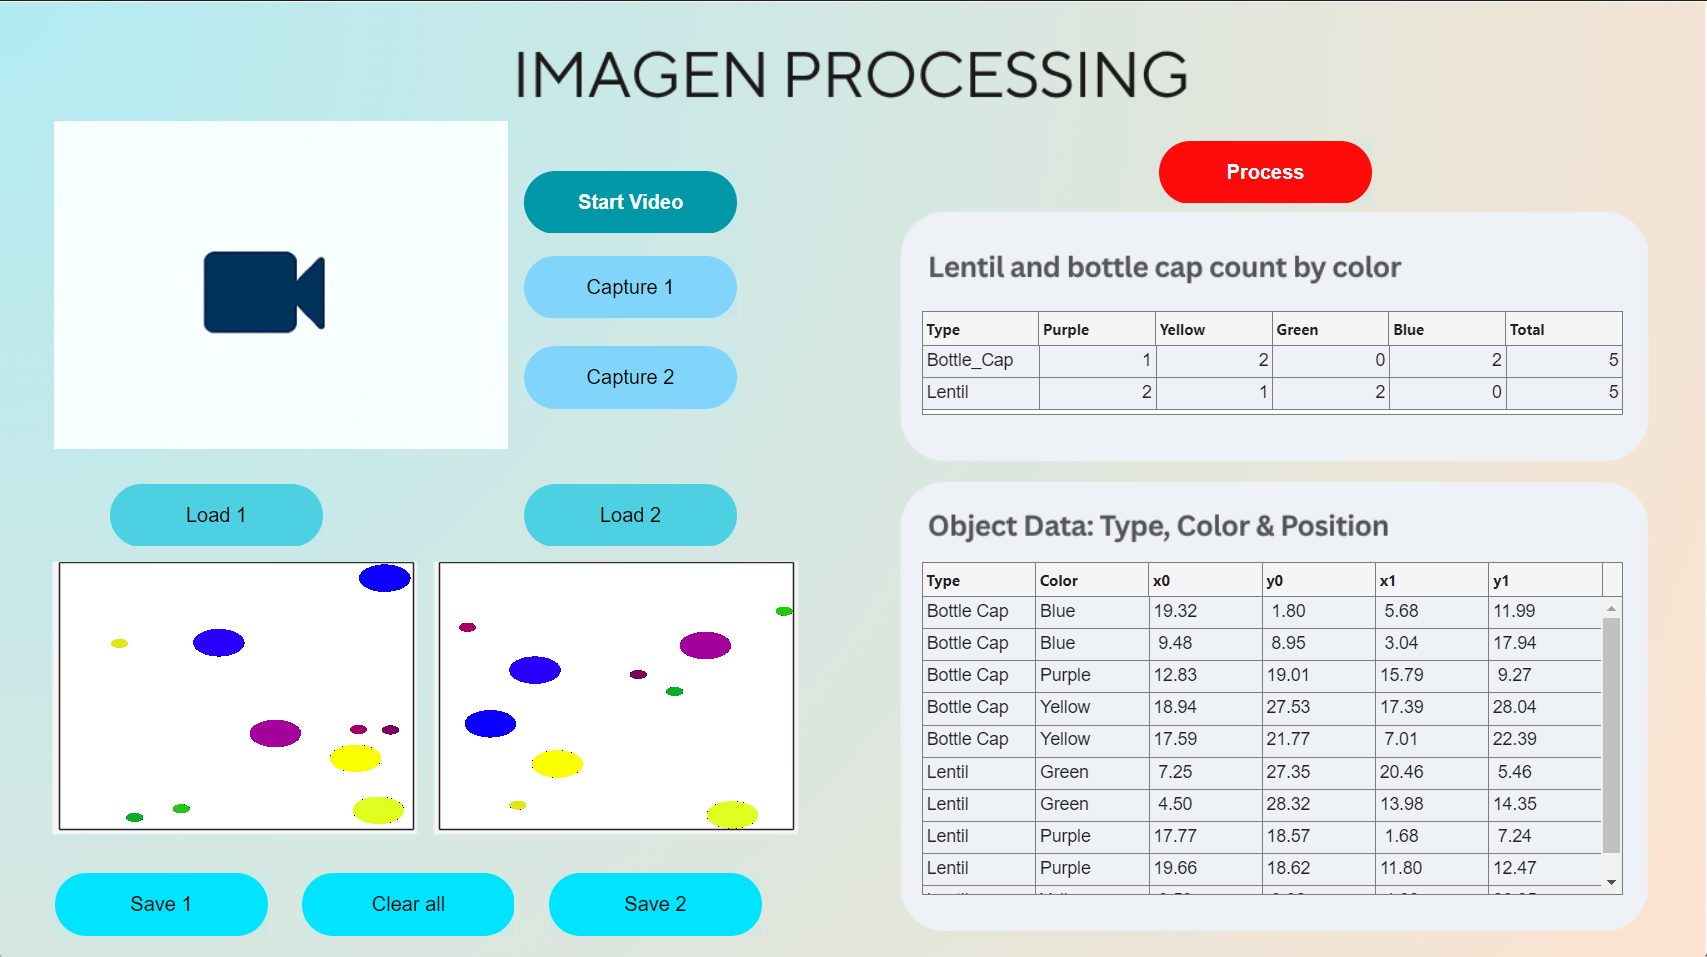 IMAGEN PROCESSING
Start Video
Capture 1
Capture 2
Load 1
Load 2
Save 1
Clear all
Save 2
Process
Lentil and bottle cap count by color
Type Purple Yellow Green Blue Total
Bottle_Cap 1 2 0 2 5
Lentil 2 1 2 0 5
Object Data: Type, Color & Position
Type Color x0 y0 x1 y1
Bottle Cap Blue 19.32 1.80 5.68 11.99
Bottle Cap Blue 9.48 8.95 3.04 17.94
Bottle Cap Purple 12.83 19.01 15.79 9.27
Bottle Cap Yellow 18.94 27.53 17.39 28.04
Bottle Cap Yellow 17.59 21.77 7.01 22.39
Lentil Green 7.25 27.35 20.46 5.46
Lentil Green 4.50 28.32 13.98 14.35
Lentil Purple 17.77 18.57 1.68 7.24
Lentil Purple 19.66 18.62 11.80 12.47